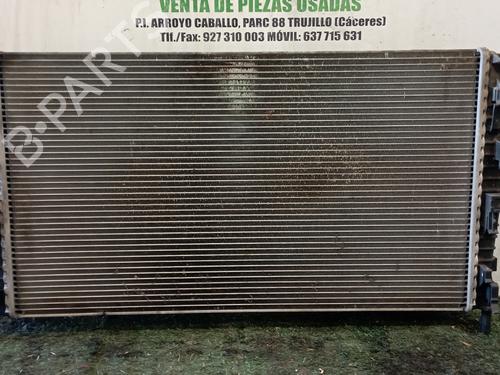 VENTA DE PIEZAS USADAS
P.I. ARROYO CABALLO, PARC 88 TRUJILLO (Cáceres)
Tlf./Fax: 927 310 003 MÓVIL: 637 715 631
B-PARTS